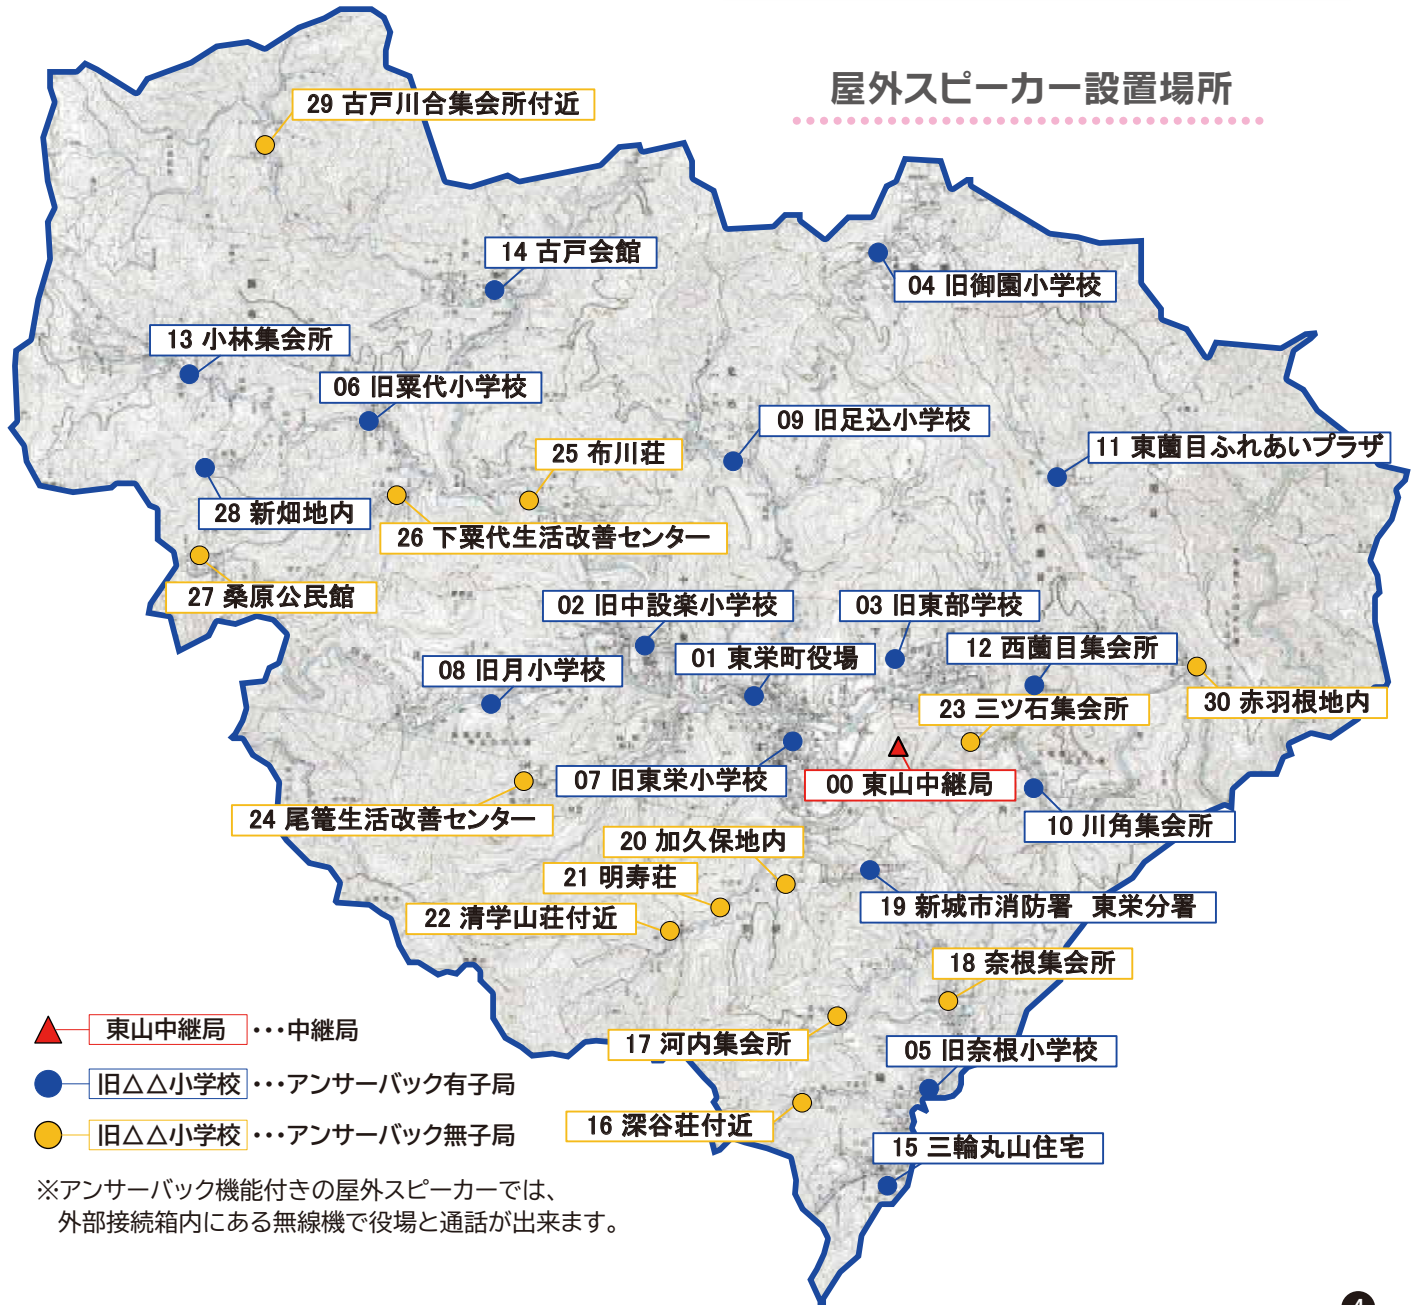 屋外スピーカー設置場所
29 古戸川合集会所付近
14 古戸会館
04 旧御園小学校
13 小林集会所
06 旧粟代小学校
09 旧足込小学校
25 布川荘
11 東薗目ふれあいプラザ
28 新畑地内
26 下粟代生活改善センター
27 桑原公民館
02 旧中設楽小学校
03 旧東部学校
12 西薗目集会所
01 東栄町役場
08 旧月小学校
30 赤羽根地内
23 三ツ石集会所
07 旧東栄小学校
00 東山中継局
24 尾篭生活改善センター
10 川角集会所
20 加久保地内
21 明寿荘
19 新城市消防署　東栄分署
22 清学山荘付近
18 奈根集会所
17 河内集会所
05 旧奈根小学校
16 深谷荘付近
15 三輪丸山住宅
東山中継局 ・・・中継局
旧△△小学校 ・・・アンサーバック有子局
旧△△小学校 ・・・アンサーバック無子局
※アンサーバック機能付きの屋外スピーカーでは、
外部接続箱内にある無線機で役場と通話が出来ます。